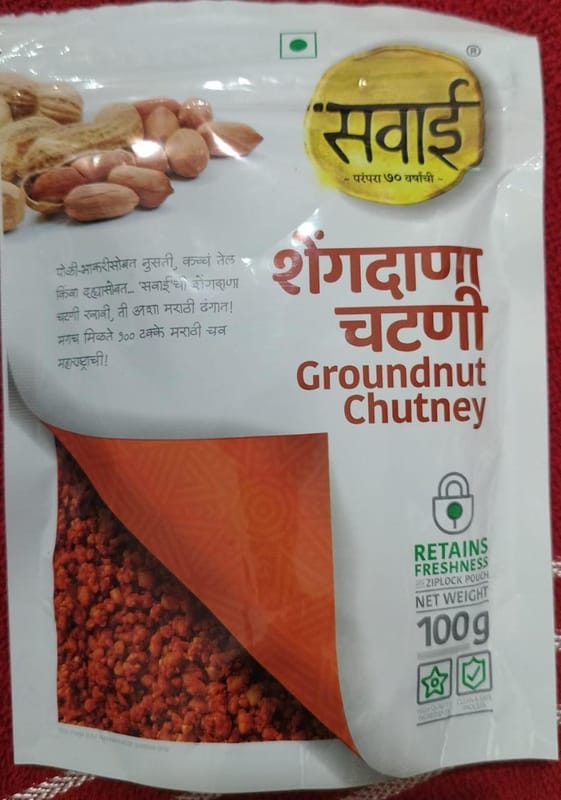 सवाई
®
~ परंपरा ७० वर्षांची ~
पोळी-भाकरीसोबत नुसती, कच्चं तेल
किंवा दह्यासोबत... 'सवाई'ची शेंगदाणा
चटणी खावी, ती अशा मराठी ढंगात!
मगच मिळते १०० टक्के मराठी चव
महाराष्ट्राची!
शेंगदाणा
चटणी
Groundnut
Chutney
RETAINS
FRESHNESS
ZIPLOCK POUCH
NET WEIGHT
100g